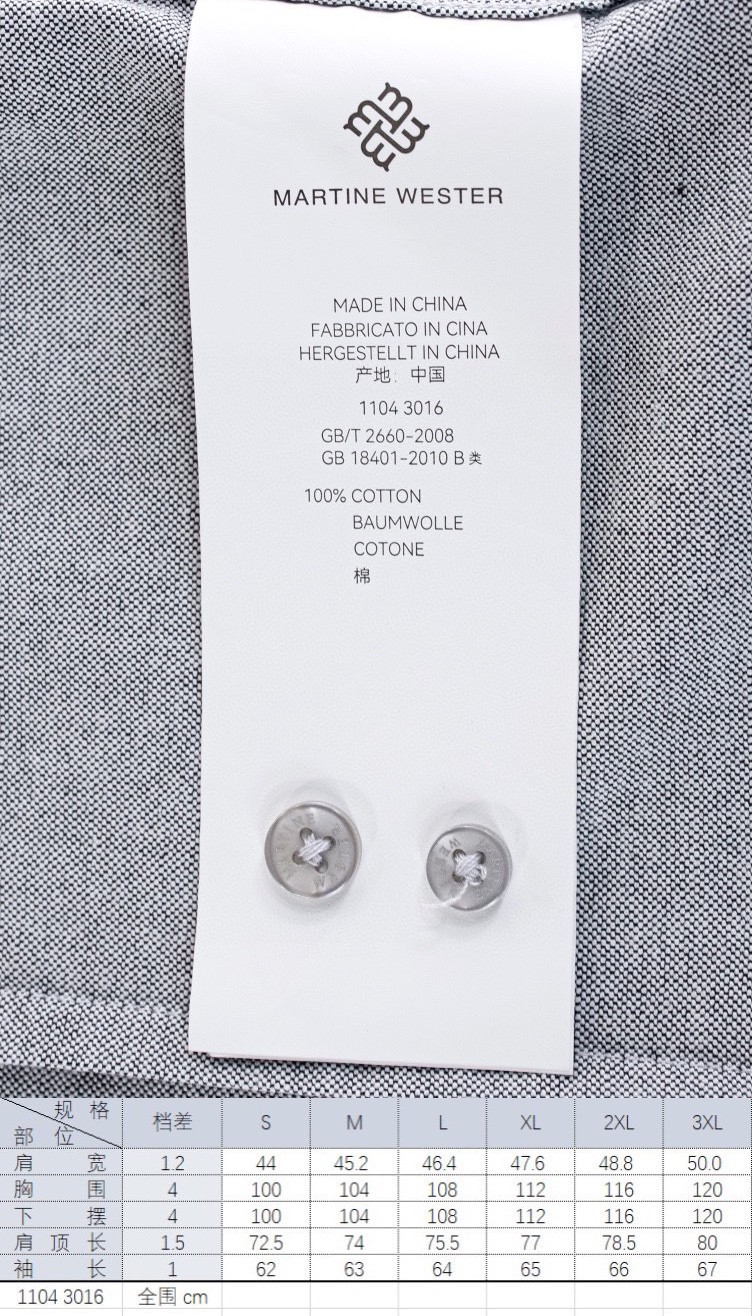 MARTINE WESTER
MADE IN CHINA
FABBRICATO IN CINA
HERGESTELLT IN CHINA
产地：中国
1104 3016
GB/T 2660-2008
GB 18401-2010 B类
100% COTTON
BAUMWOLLE
COTONE
棉
规格 部位 档差 S M L XL 2XL 3XL
肩宽 1.2 44 45.2 46.4 47.6 48.8 50.0
胸围 4 100 104 108 112 116 120
下摆 4 100 104 108 112 116 120
肩顶长 1.5 72.5 74 75.5 77 78.5 80
袖长 1 62 63 64 65 66 67
1104 3016 全围 cm